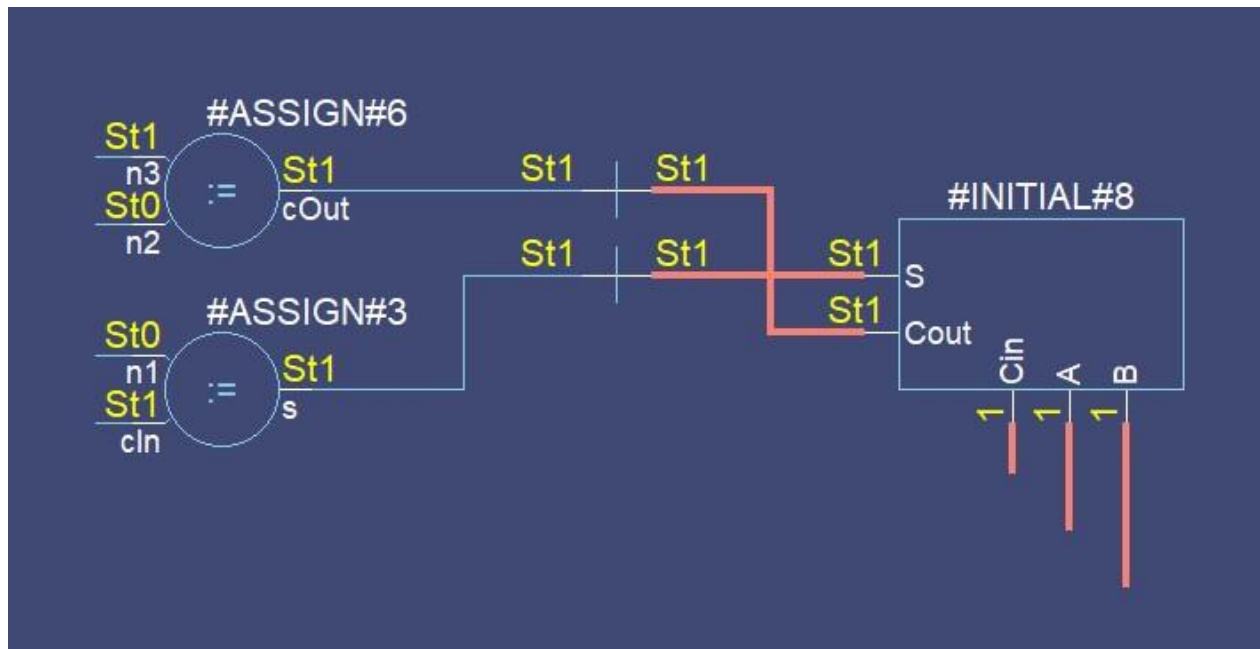 #ASSIGN#6
St1
n3
St0
n2
:=
St1
cOut
St1
St1
#ASSIGN#3
St0
n1
St1
cIn
:=
St1
s
St1
St1
#INITIAL#8
St1
S
St1
Cout
Cin
A
B
1
1
1